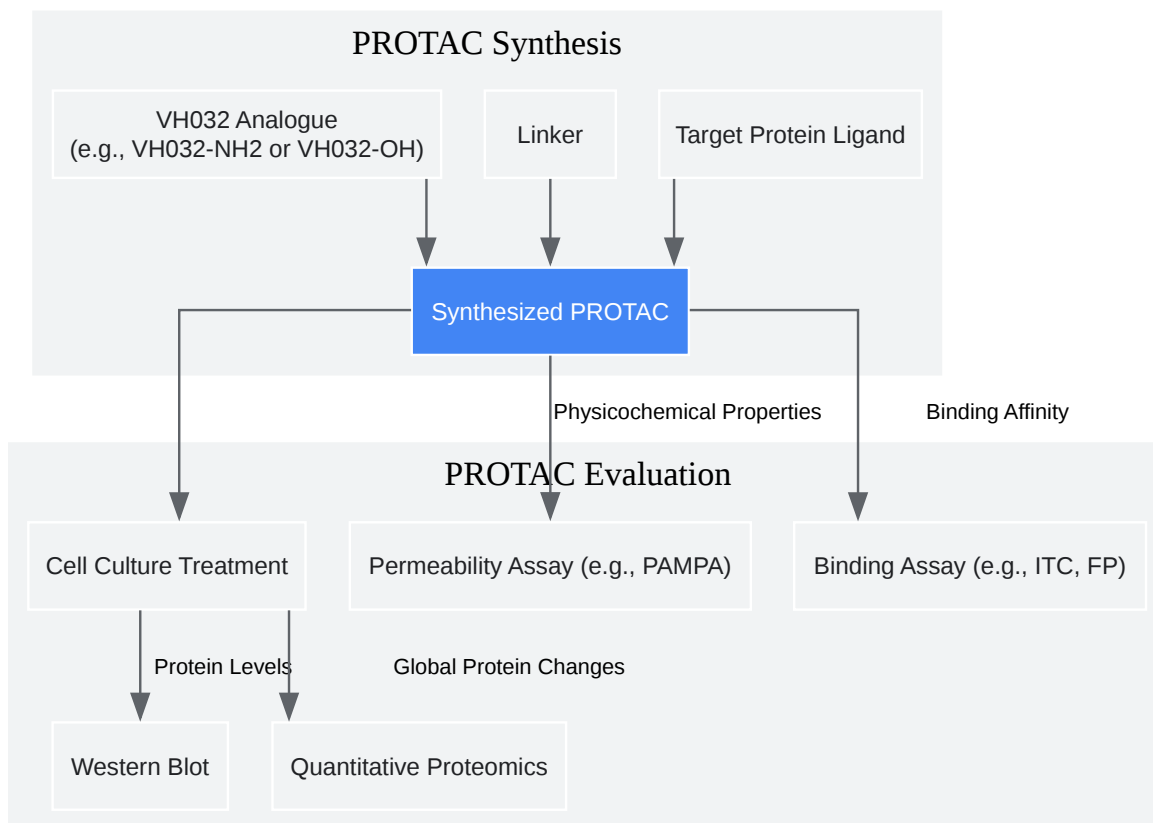 PROTAC Synthesis
VH032 Analogue
(e.g., VH032-NH2 or VH032-OH)
Linker
Target Protein Ligand
Synthesized PROTAC
Physicochemical Properties
Binding Affinity
PROTAC Evaluation
Cell Culture Treatment
Permeability Assay (e.g., PAMPA)
Binding Assay (e.g., ITC, FP)
Protein Levels
Global Protein Changes
Western Blot
Quantitative Proteomics